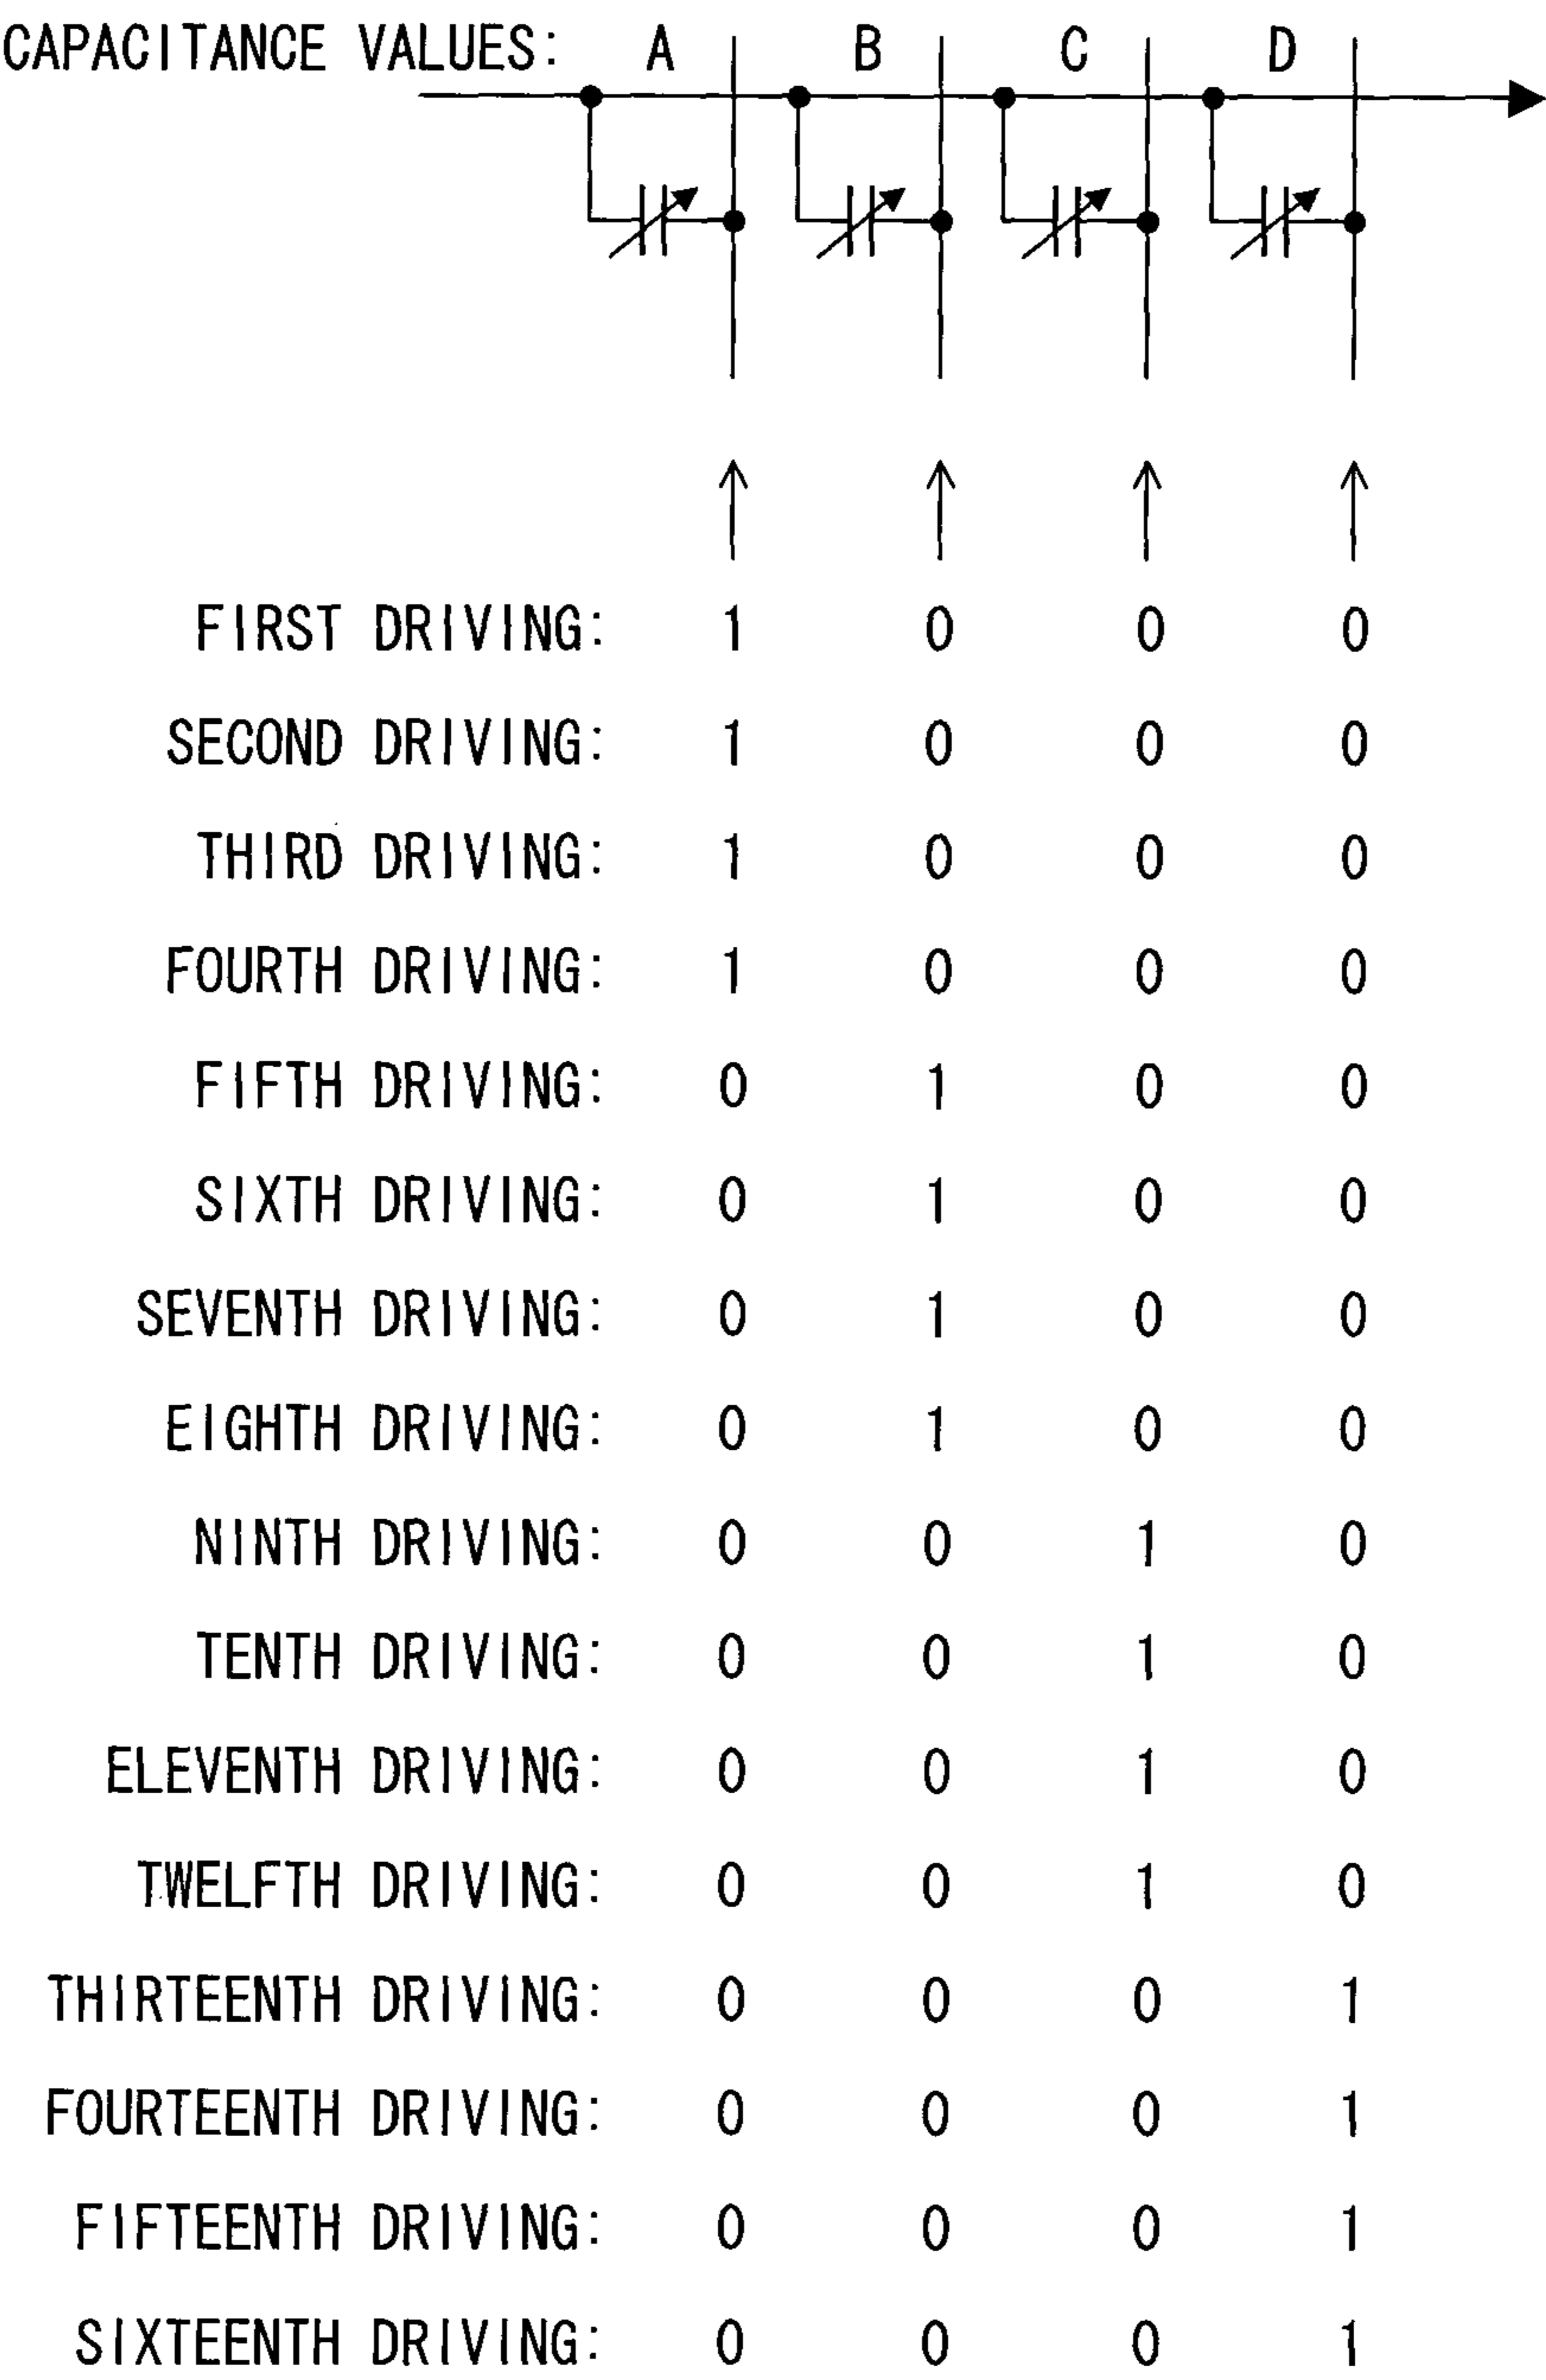 CAPACITANCE VALUES: A B C D
FIRST DRIVING: 1 0 0 0
SECOND DRIVING: 1 0 0 0
THIRD DRIVING: 1 0 0 0
FOURTH DRIVING: 1 0 0 0
FIFTH DRIVING: 0 1 0 0
SIXTH DRIVING: 0 1 0 0
SEVENTH DRIVING: 0 1 0 0
EIGHTH DRIVING: 0 1 0 0
NINTH DRIVING: 0 0 1 0
TENTH DRIVING: 0 0 1 0
ELEVENTH DRIVING: 0 0 1 0
TWELFTH DRIVING: 0 0 1 0
THIRTEENTH DRIVING: 0 0 0 1
FOURTEENTH DRIVING: 0 0 0 1
FIFTEENTH DRIVING: 0 0 0 1
SIXTEENTH DRIVING: 0 0 0 1